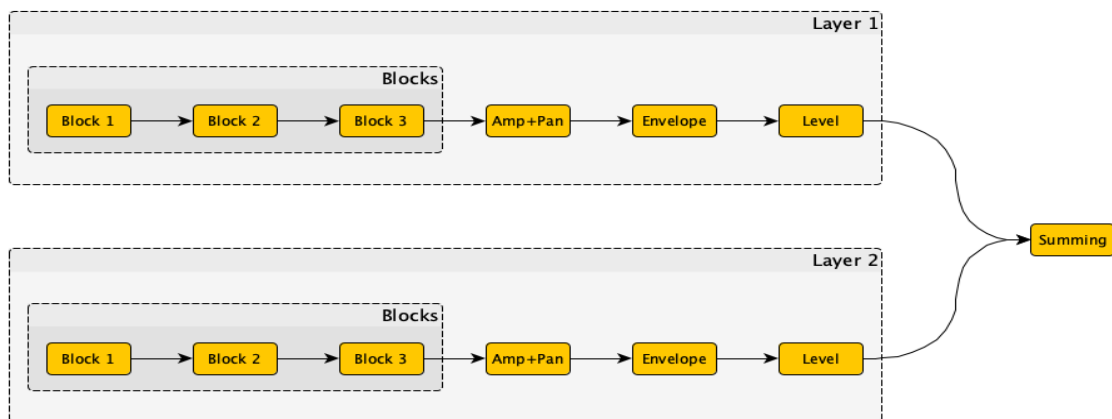 Layer 1
Blocks
Block 1 Block 2 Block 3 Amp+Pan Envelope Level
Summing
Layer 2
Blocks
Block 1 Block 2 Block 3 Amp+Pan Envelope Level